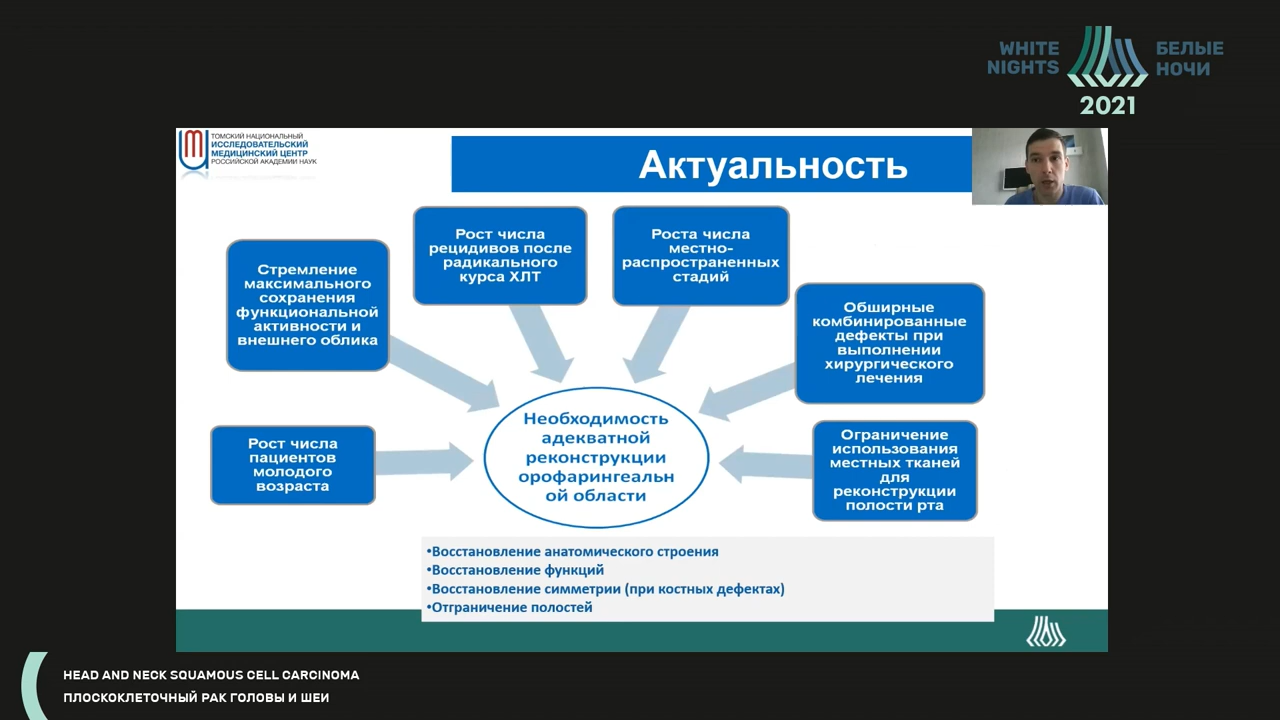 WHITE
NIGHTS
БЕЛЫЕ
НОЧИ
2021
ТОМСКИЙ НАЦИОНАЛЬНЫЙ
ИССЛЕДОВАТЕЛЬСКИЙ
МЕДИЦИНСКИЙ ЦЕНТР
РОССИЙСКОЙ АКАДЕМИИ НАУК
Актуальность
Стремление
максимального
сохранения
функциональной
активности и
внешнего облика
Рост числа
рецидивов после
радикального
курса ХЛТ
Роста числа
местно-
распространенных
стадий
Обширные
комбинированные
дефекты при
выполнении
хирургического
лечения
Рост числа
пациентов
молодого
возраста
Необходимость
адекватной
реконструкции
орофарингеальн
ой области
Ограничение
использования
местных тканей
для
реконструкции
полости рта
•Восстановление анатомического строения
•Восстановление функций
•Восстановление симметрии (при костных дефектах)
•Отграничение полостей
HEAD AND NECK SQUAMOUS CELL CARCINOMA
ПЛОСКОКЛЕТОЧНЫЙ РАК ГОЛОВЫ И ШЕИ